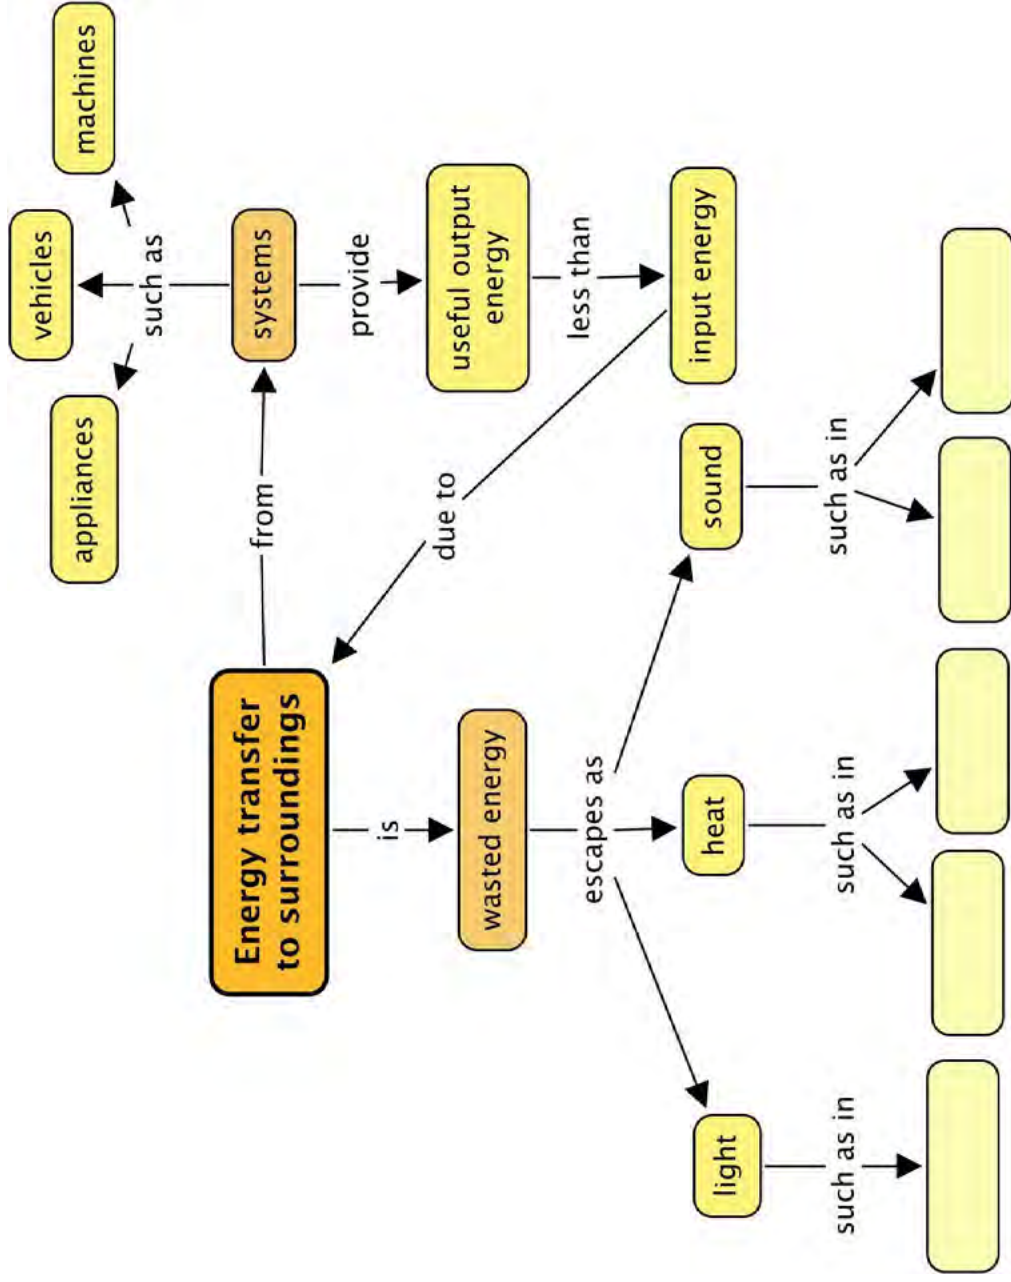 Energy transfer
to surroundings
from
systems
such as
appliances
vehicles
machines
provide
useful output
energy
less than
input energy
due to
is
wasted energy
escapes as
light
heat
sound
such as in
such as in
such as in